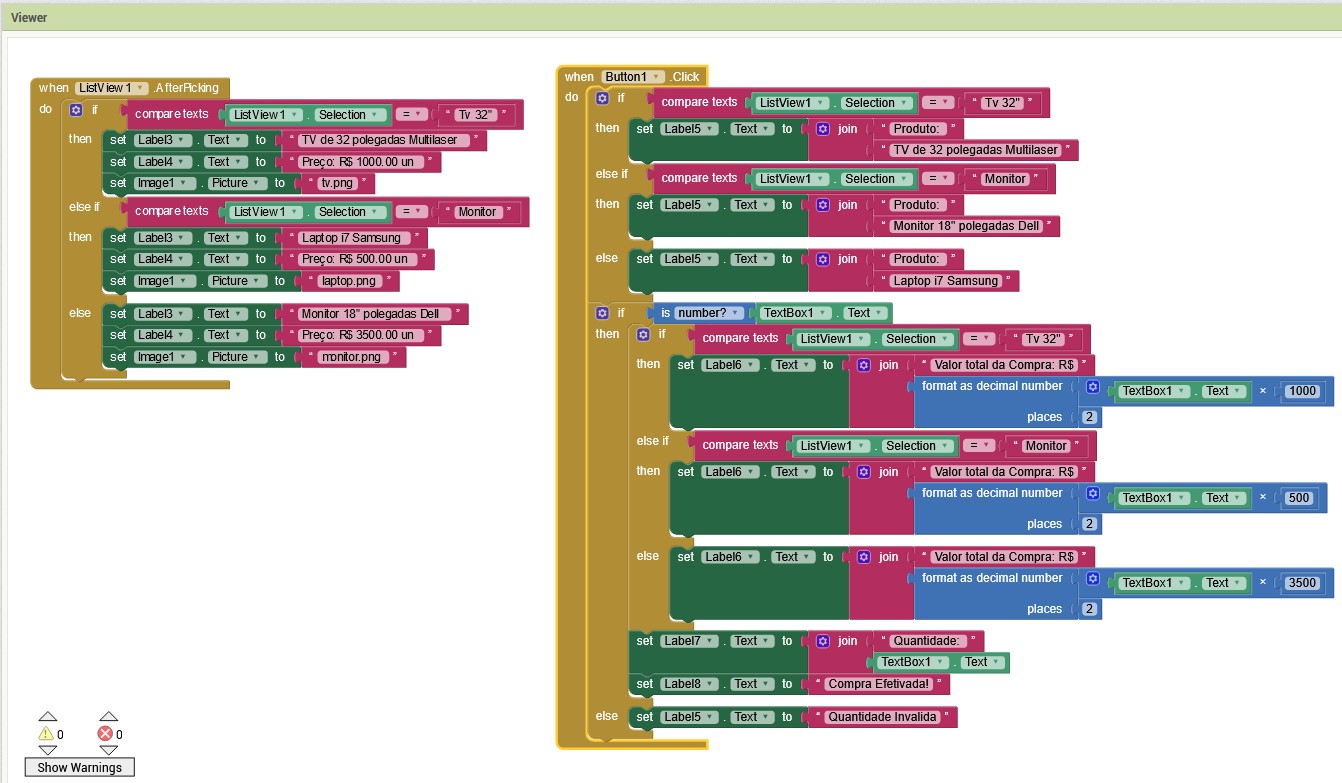 Viewer
when ListView1 .AfterPicking
do if compare texts ListView1 . Selection = " Tv 32" "
then set Label3 . Text to " TV de 32 polegadas Multilaser "
set Label4 . Text to " Preço: R$ 1000.00 un "
set Image1 . Picture to " tv.png "
else if compare texts ListView1 . Selection = " Monitor "
then set Label3 . Text to " Laptop i7 Samsung "
set Label4 . Text to " Preço: R$ 500.00 un "
set Image1 . Picture to " laptop.png "
else set Label3 . Text to " Monitor 18" polegadas Dell "
set Label4 . Text to " Preço: R$ 3500.00 un "
set Image1 . Picture to " monitor.png "
when Button1 .Click
do if compare texts ListView1 . Selection = " Tv 32" "
then set Label5 . Text to join " Produto: "
" TV de 32 polegadas Multilaser "
else if compare texts ListView1 . Selection = " Monitor "
then set Label5 . Text to join " Produto: "
" Monitor 18" polegadas Dell "
else set Label5 . Text to join " Produto: "
" Laptop i7 Samsung "
if is number? TextBox1 . Text
then if compare texts ListView1 . Selection = " Tv 32" "
then set Label6 . Text to join " Valor total da Compra: R$ "
format as decimal number TextBox1 . Text × 1000
places 2
else if compare texts ListView1 . Selection = " Monitor "
then set Label6 . Text to join " Valor total da Compra: R$ "
format as decimal number TextBox1 . Text × 500
places 2
else set Label6 . Text to join " Valor total da Compra: R$ "
format as decimal number TextBox1 . Text × 3500
places 2
set Label7 . Text to join " Quantidade: "
TextBox1 . Text
set Label8 . Text to " Compra Efetivada! "
else set Label5 . Text to " Quantidade Invalida "
0 0
Show Warnings